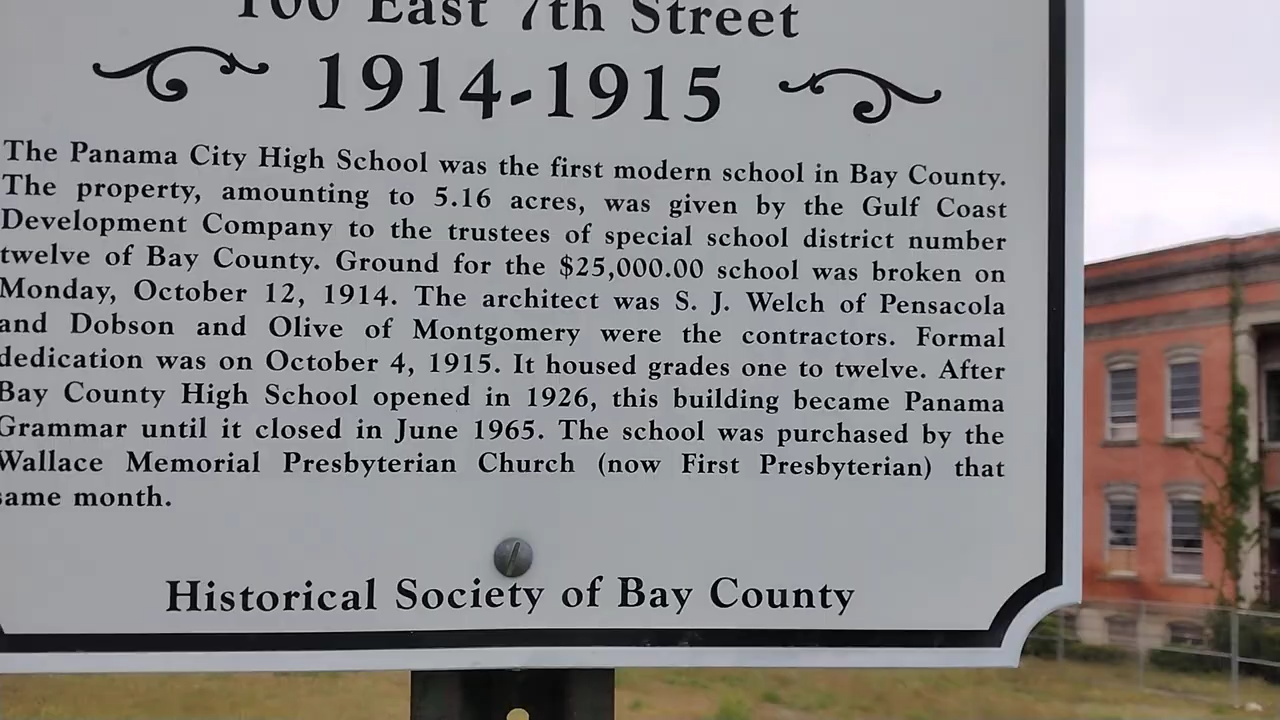 100 East 7th Street
1914-1915
The Panama City High School was the first modern school in Bay County.
The property, amounting to 5.16 acres, was given by the Gulf Coast
Development Company to the trustees of special school district number
twelve of Bay County. Ground for the $25,000.00 school was broken on
Monday, October 12, 1914. The architect was S. J. Welch of Pensacola
and Dobson and Olive of Montgomery were the contractors. Formal
dedication was on October 4, 1915. It housed grades one to twelve. After
Bay County High School opened in 1926, this building became Panama
Grammar until it closed in June 1965. The school was purchased by the
Wallace Memorial Presbyterian Church (now First Presbyterian) that
same month.
Historical Society of Bay County